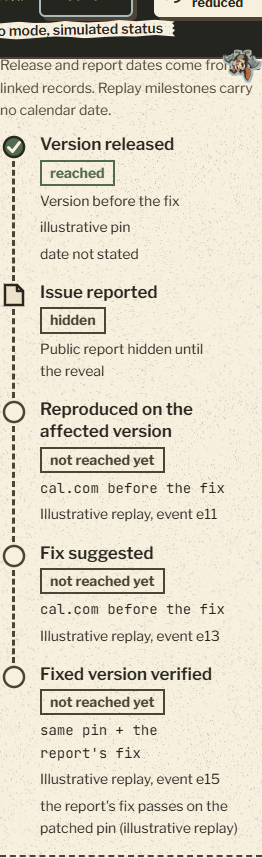 reduced
o mode, simulated status
Release and report dates come from
linked records. Replay milestones carry
no calendar date.
Version released
reached
Version before the fix
illustrative pin
date not stated
Issue reported
hidden
Public report hidden until
the reveal
Reproduced on the
affected version
not reached yet
cal.com before the fix
Illustrative replay, event e11
Fix suggested
not reached yet
cal.com before the fix
Illustrative replay, event e13
Fixed version verified
not reached yet
same pin + the
report's fix
Illustrative replay, event e15
the report's fix passes on the
patched pin (illustrative replay)